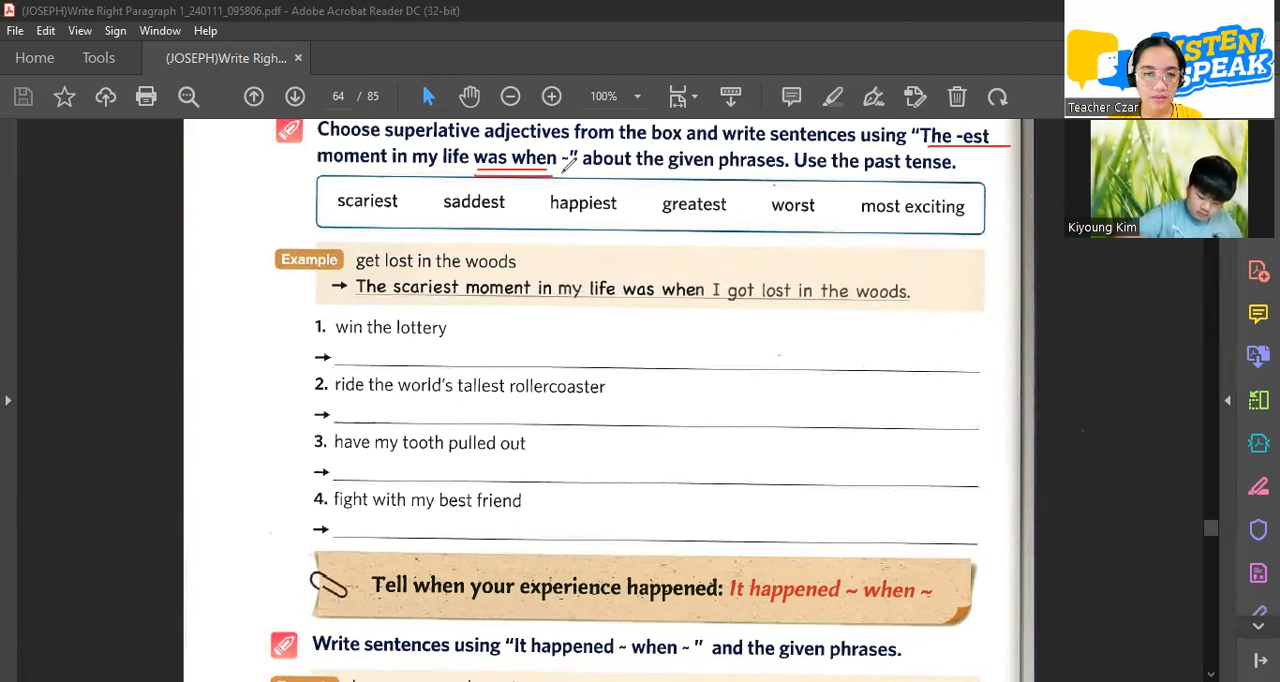 (JOSEPH)Write Right Paragraph 1_240111_095806.pdf - Adobe Acrobat Reader DC (32-bit)
File Edit View Sign Window Help
Home Tools (JOSEPH)Write Righ... ×
64 / 85 100%
LISTEN
SPEAK
Teacher Czar
Kiyoung Kim
Choose superlative adjectives from the box and write sentences using “The -est
moment in my life was when ~” about the given phrases. Use the past tense.
scariest saddest happiest greatest worst most exciting
Example get lost in the woods
→ The scariest moment in my life was when I got lost in the woods.
1. win the lottery
→
2. ride the world's tallest rollercoaster
→
3. have my tooth pulled out
→
4. fight with my best friend
→
Tell when your experience happened: It happened ~ when ~
Write sentences using “It happened ~ when ~ ” and the given phrases.